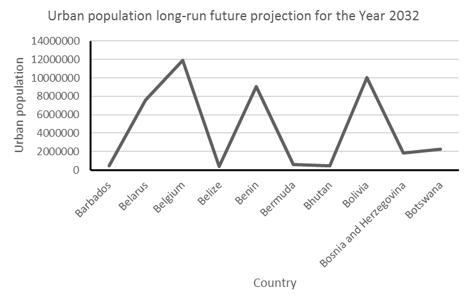 Urban population long-run future projection for the Year 2032
Urban population
14000000
12000000
10000000
8000000
6000000
4000000
2000000
0
Barbados
Belarus
Belgium
Belize
Benin
Bermuda
Bhutan
Bolivia
Bosnia and Herzegovina
Botswana
Country